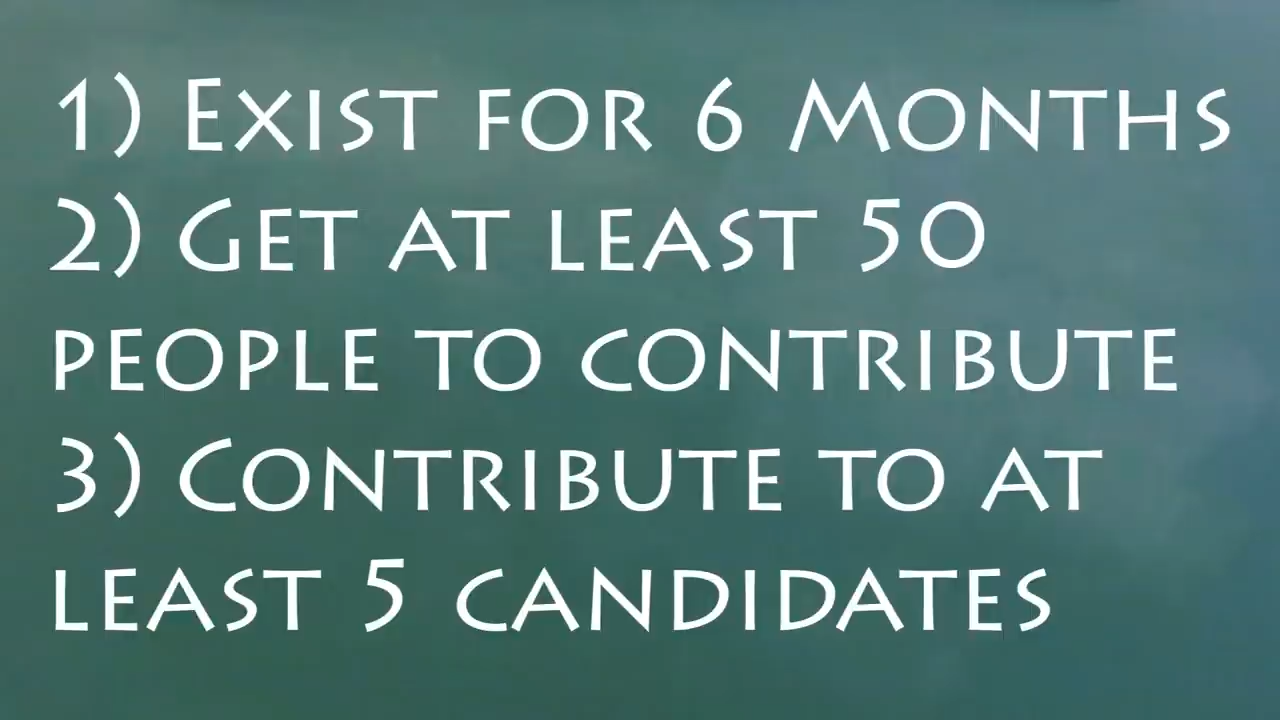 1) Exist for 6 Months
2) Get at least 50
people to contribute
3) Contribute to at
least 5 candidates